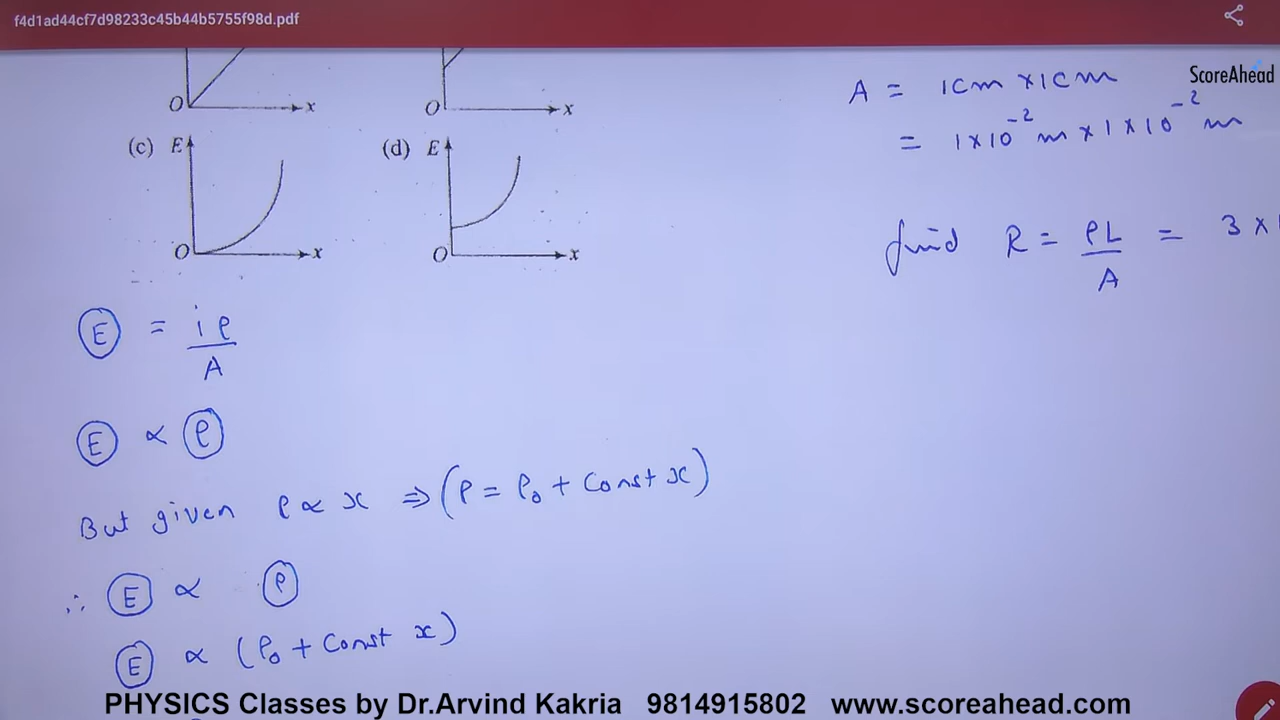 f4d1ad44cf7d98233c45b44b5755f98d.pdf
ScoreAhead
O x
O x
(c) E
O x
(d) E
O x
A = 1cm × 1cm
= 1×10⁻² m × 1×10⁻² m
find R = ρL/A = 3 ×
E = iρ/A
E ∝ ρ
But given ρ ∝ x ⇒ (ρ = ρ₀ + Const x)
∴ E ∝ ρ
E ∝ (ρ₀ + Const x)
PHYSICS Classes by Dr.Arvind Kakria 9814915802 www.scoreahead.com